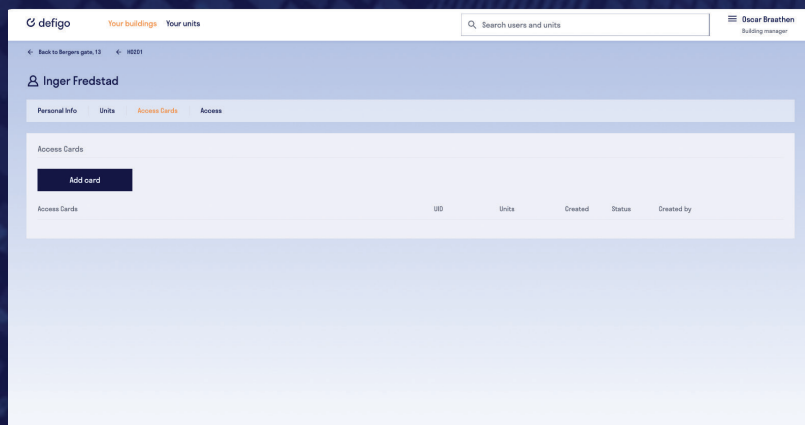 defigo
Your buildings Your units
Search users and units
Oscar Braathen
Building manager
Back to Bergers gate, 13 H0201
Inger Fredstad
Personal Info Units Access Cards Access
Access Cards
Add card
Access Cards UID Units Created Status Created by